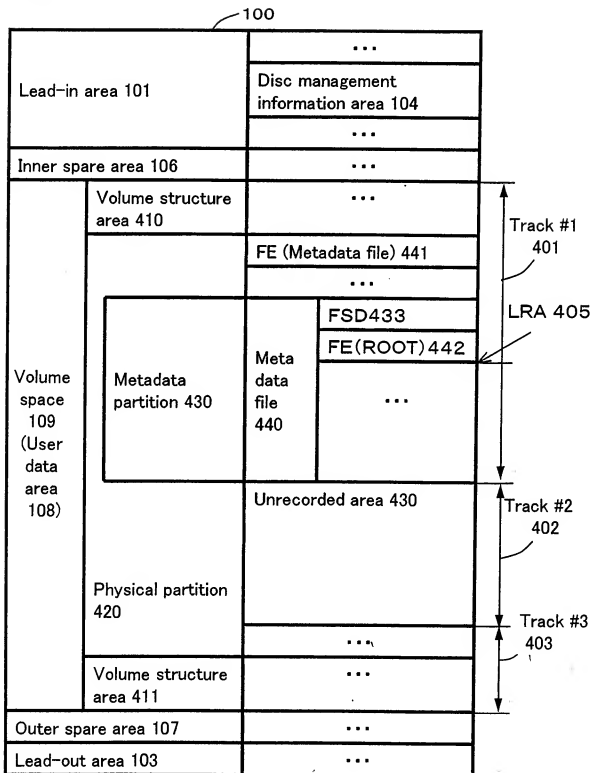 100
...
Lead-in area 101
Disc management
information area 104
...
Inner spare area 106
...
Volume structure
area 410
...
Track #1
401
FE (Metadata file) 441
...
FSD433
LRA 405
FE(ROOT)442
Metadata
partition 430
Meta
data
file
440
...
Volume
space
109
(User
data
area
108)
Unrecorded area 430
Track #2
402
Physical partition
420
...
Track #3
403
Volume structure
area 411
...
Outer spare area 107
...
Lead-out area 103
...